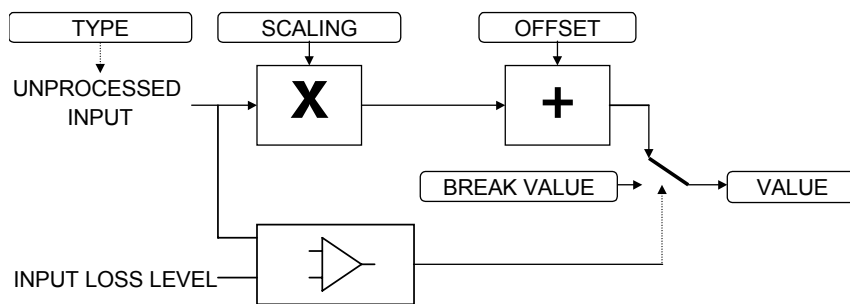 TYPE
SCALING
OFFSET
UNPROCESSED
INPUT
X
+
BREAK VALUE
VALUE
INPUT LOSS LEVEL